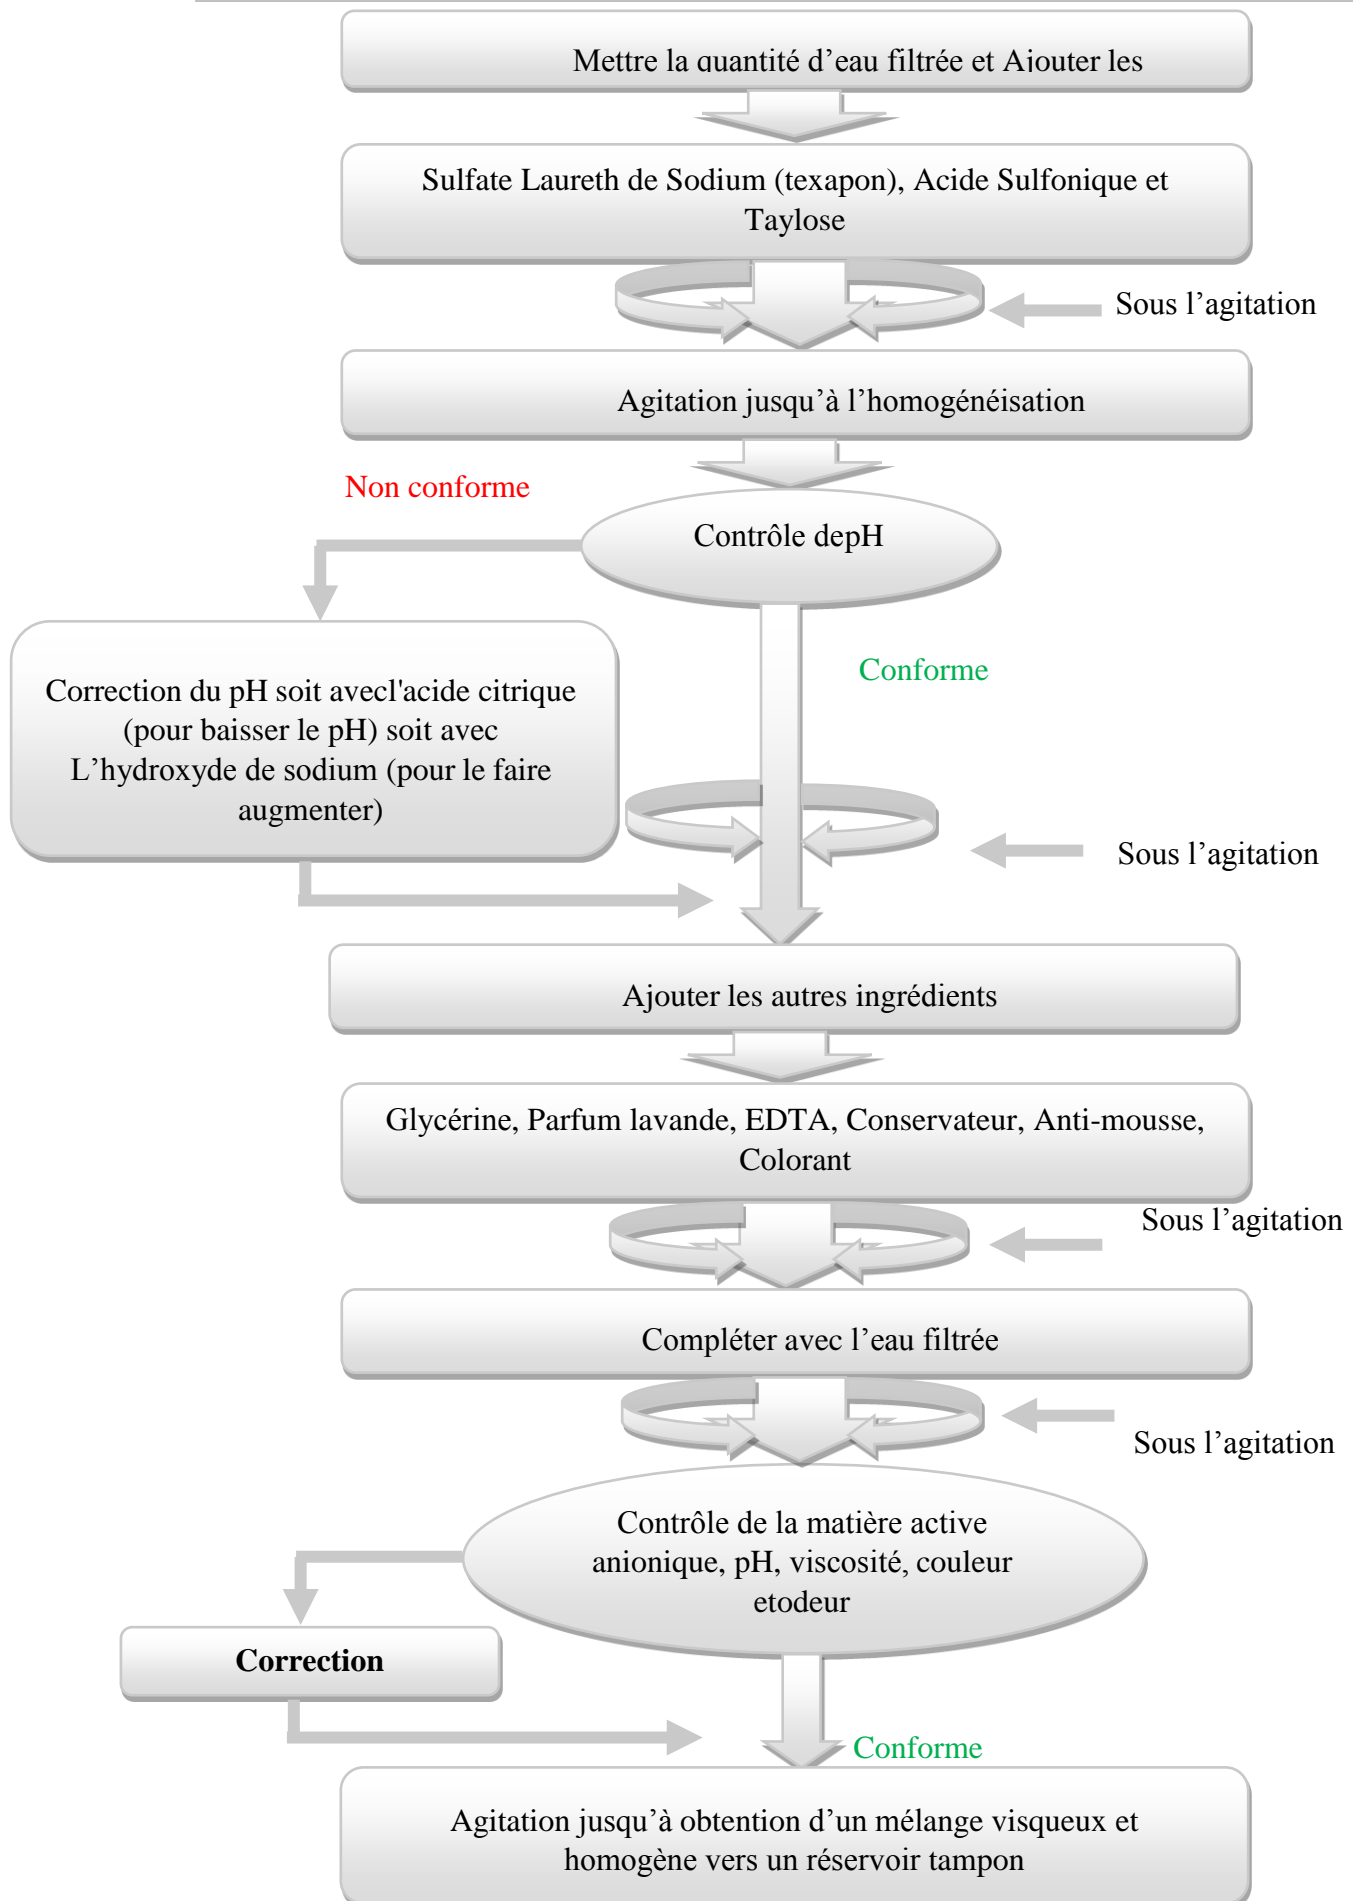 Mettre la quantité d’eau filtrée et Ajouter les
Sulfate Laureth de Sodium (texapon), Acide Sulfonique et
Taylose
Sous l’agitation
Agitation jusqu’à l’homogénéisation
Non conforme
Contrôle depH
Conforme
Correction du pH soit avecl'acide citrique
(pour baisser le pH) soit avec
L’hydroxyde de sodium (pour le faire
augmenter)
Sous l’agitation
Ajouter les autres ingrédients
Glycérine, Parfum lavande, EDTA, Conservateur, Anti-mousse,
Colorant
Sous l’agitation
Compléter avec l’eau filtrée
Sous l’agitation
Contrôle de la matière active
anionique, pH, viscosité, couleur
etodeur
Correction
Conforme
Agitation jusqu’à obtention d’un mélange visqueux et
homogène vers un réservoir tampon